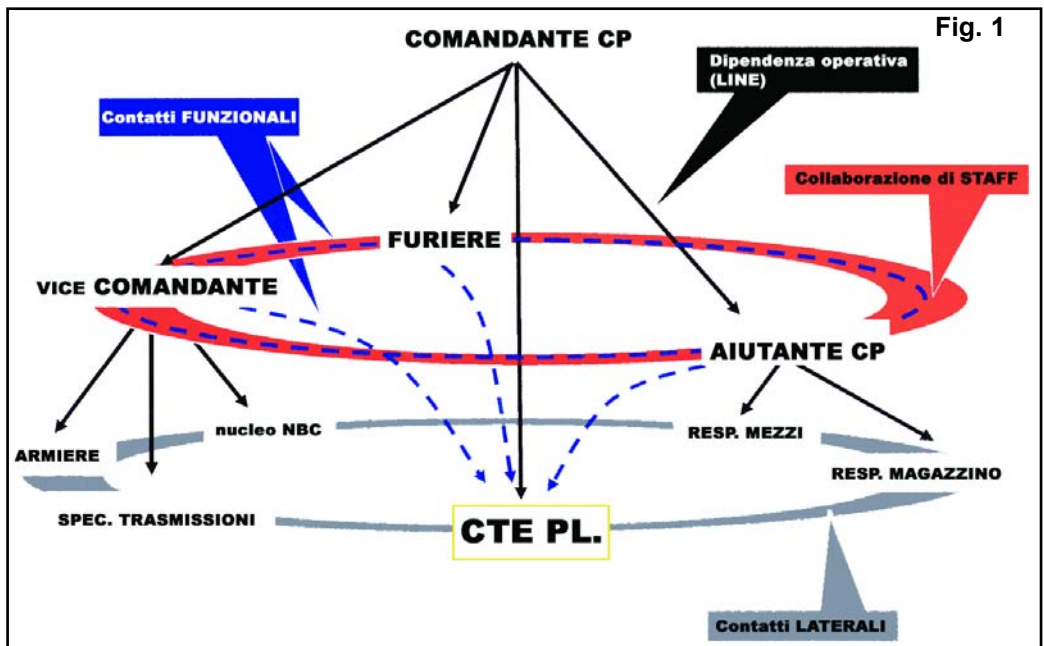 Fig. 1
COMANDANTE CP
Dipendenza operativa
(LINE)
Contatti FUNZIONALI
Collaborazione di STAFF
FURIERE
VICE COMANDANTE
AIUTANTE CP
nucleo NBC
RESP. MEZZI
ARMIERE
RESP. MAGAZZINO
SPEC. TRASMISSIONI
CTE PL.
Contatti LATERALI